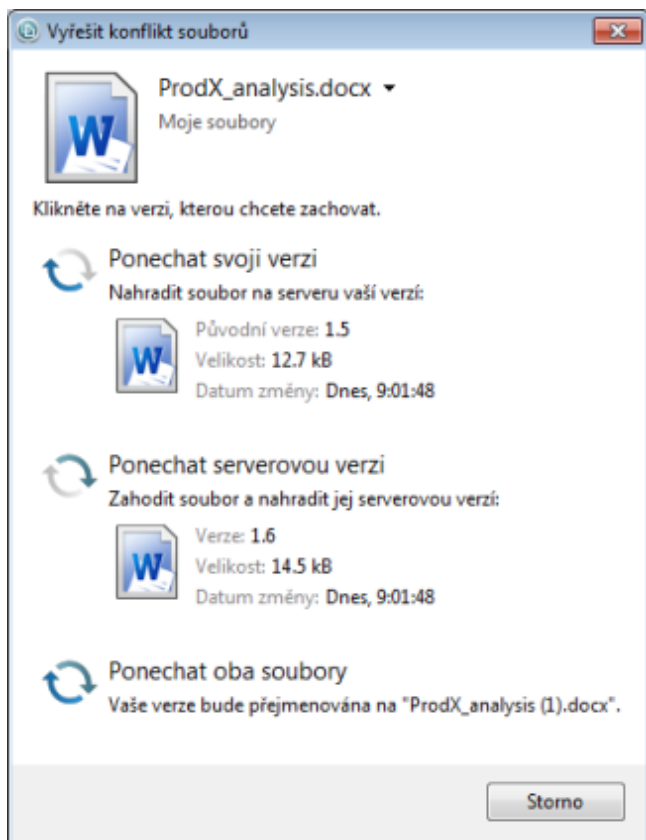 Vyřešit konflikt souborů
ProdX_analysis.docx
Moje soubory
Klikněte na verzi, kterou chcete zachovat.
Ponechat svoji verzi
Nahradit soubor na serveru vaší verzí:
Původní verze: 1.5
Velikost: 12.7 kB
Datum změny: Dnes, 9:01:48
Ponechat serverovou verzi
Zahodit soubor a nahradit jej serverovou verzí:
Verze: 1.6
Velikost: 14.5 kB
Datum změny: Dnes, 9:01:48
Ponechat oba soubory
Vaše verze bude přejmenována na "ProdX_analysis (1).docx".
Storno